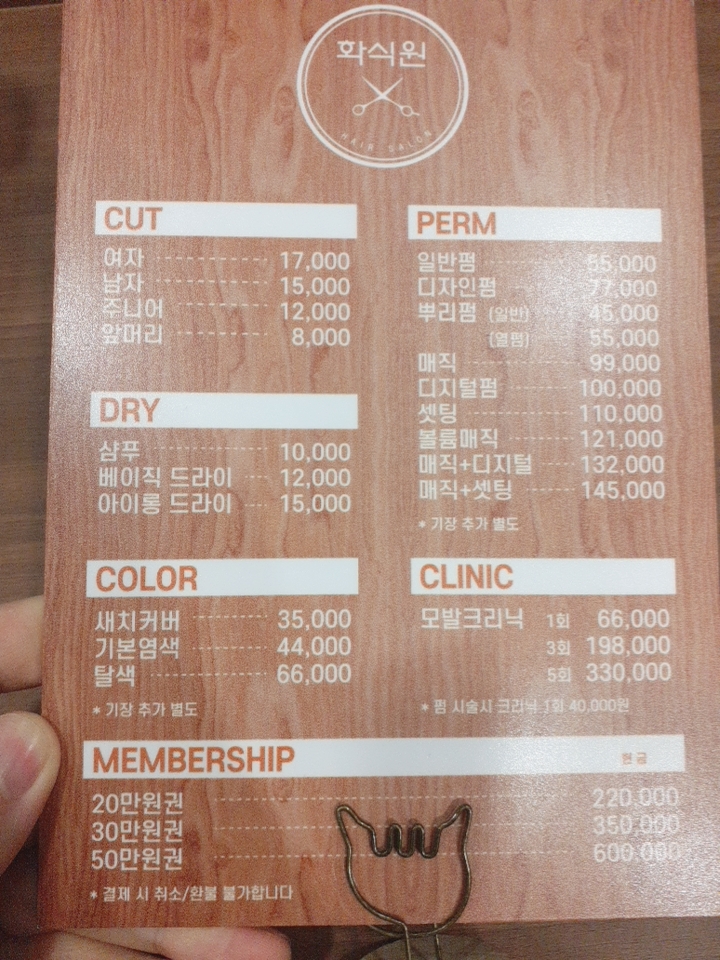 화식원
HAIR SALON
CUT
여자 17,000
남자 15,000
주니어 12,000
앞머리 8,000
DRY
샴푸 10,000
베이직 드라이 12,000
아이롱 드라이 15,000
COLOR
새치커버 35,000
기본염색 44,000
탈색 66,000
* 기장 추가 별도
PERM
일반펌 55,000
디자인펌 77,000
뿌리펌 (일반) 45,000
(열펌) 55,000
매직 99,000
디지털펌 100,000
셋팅 110,000
볼륨매직 121,000
매직+디지털 132,000
매직+셋팅 145,000
* 기장 추가 별도
CLINIC
모발크리닉 1회 66,000
3회 198,000
5회 330,000
* 펌 시술시 크리닉 1회 40,000원
MEMBERSHIP 현금
20만원권 220,000
30만원권 350,000
50만원권 600,000
* 결제 시 취소/환불 불가합니다